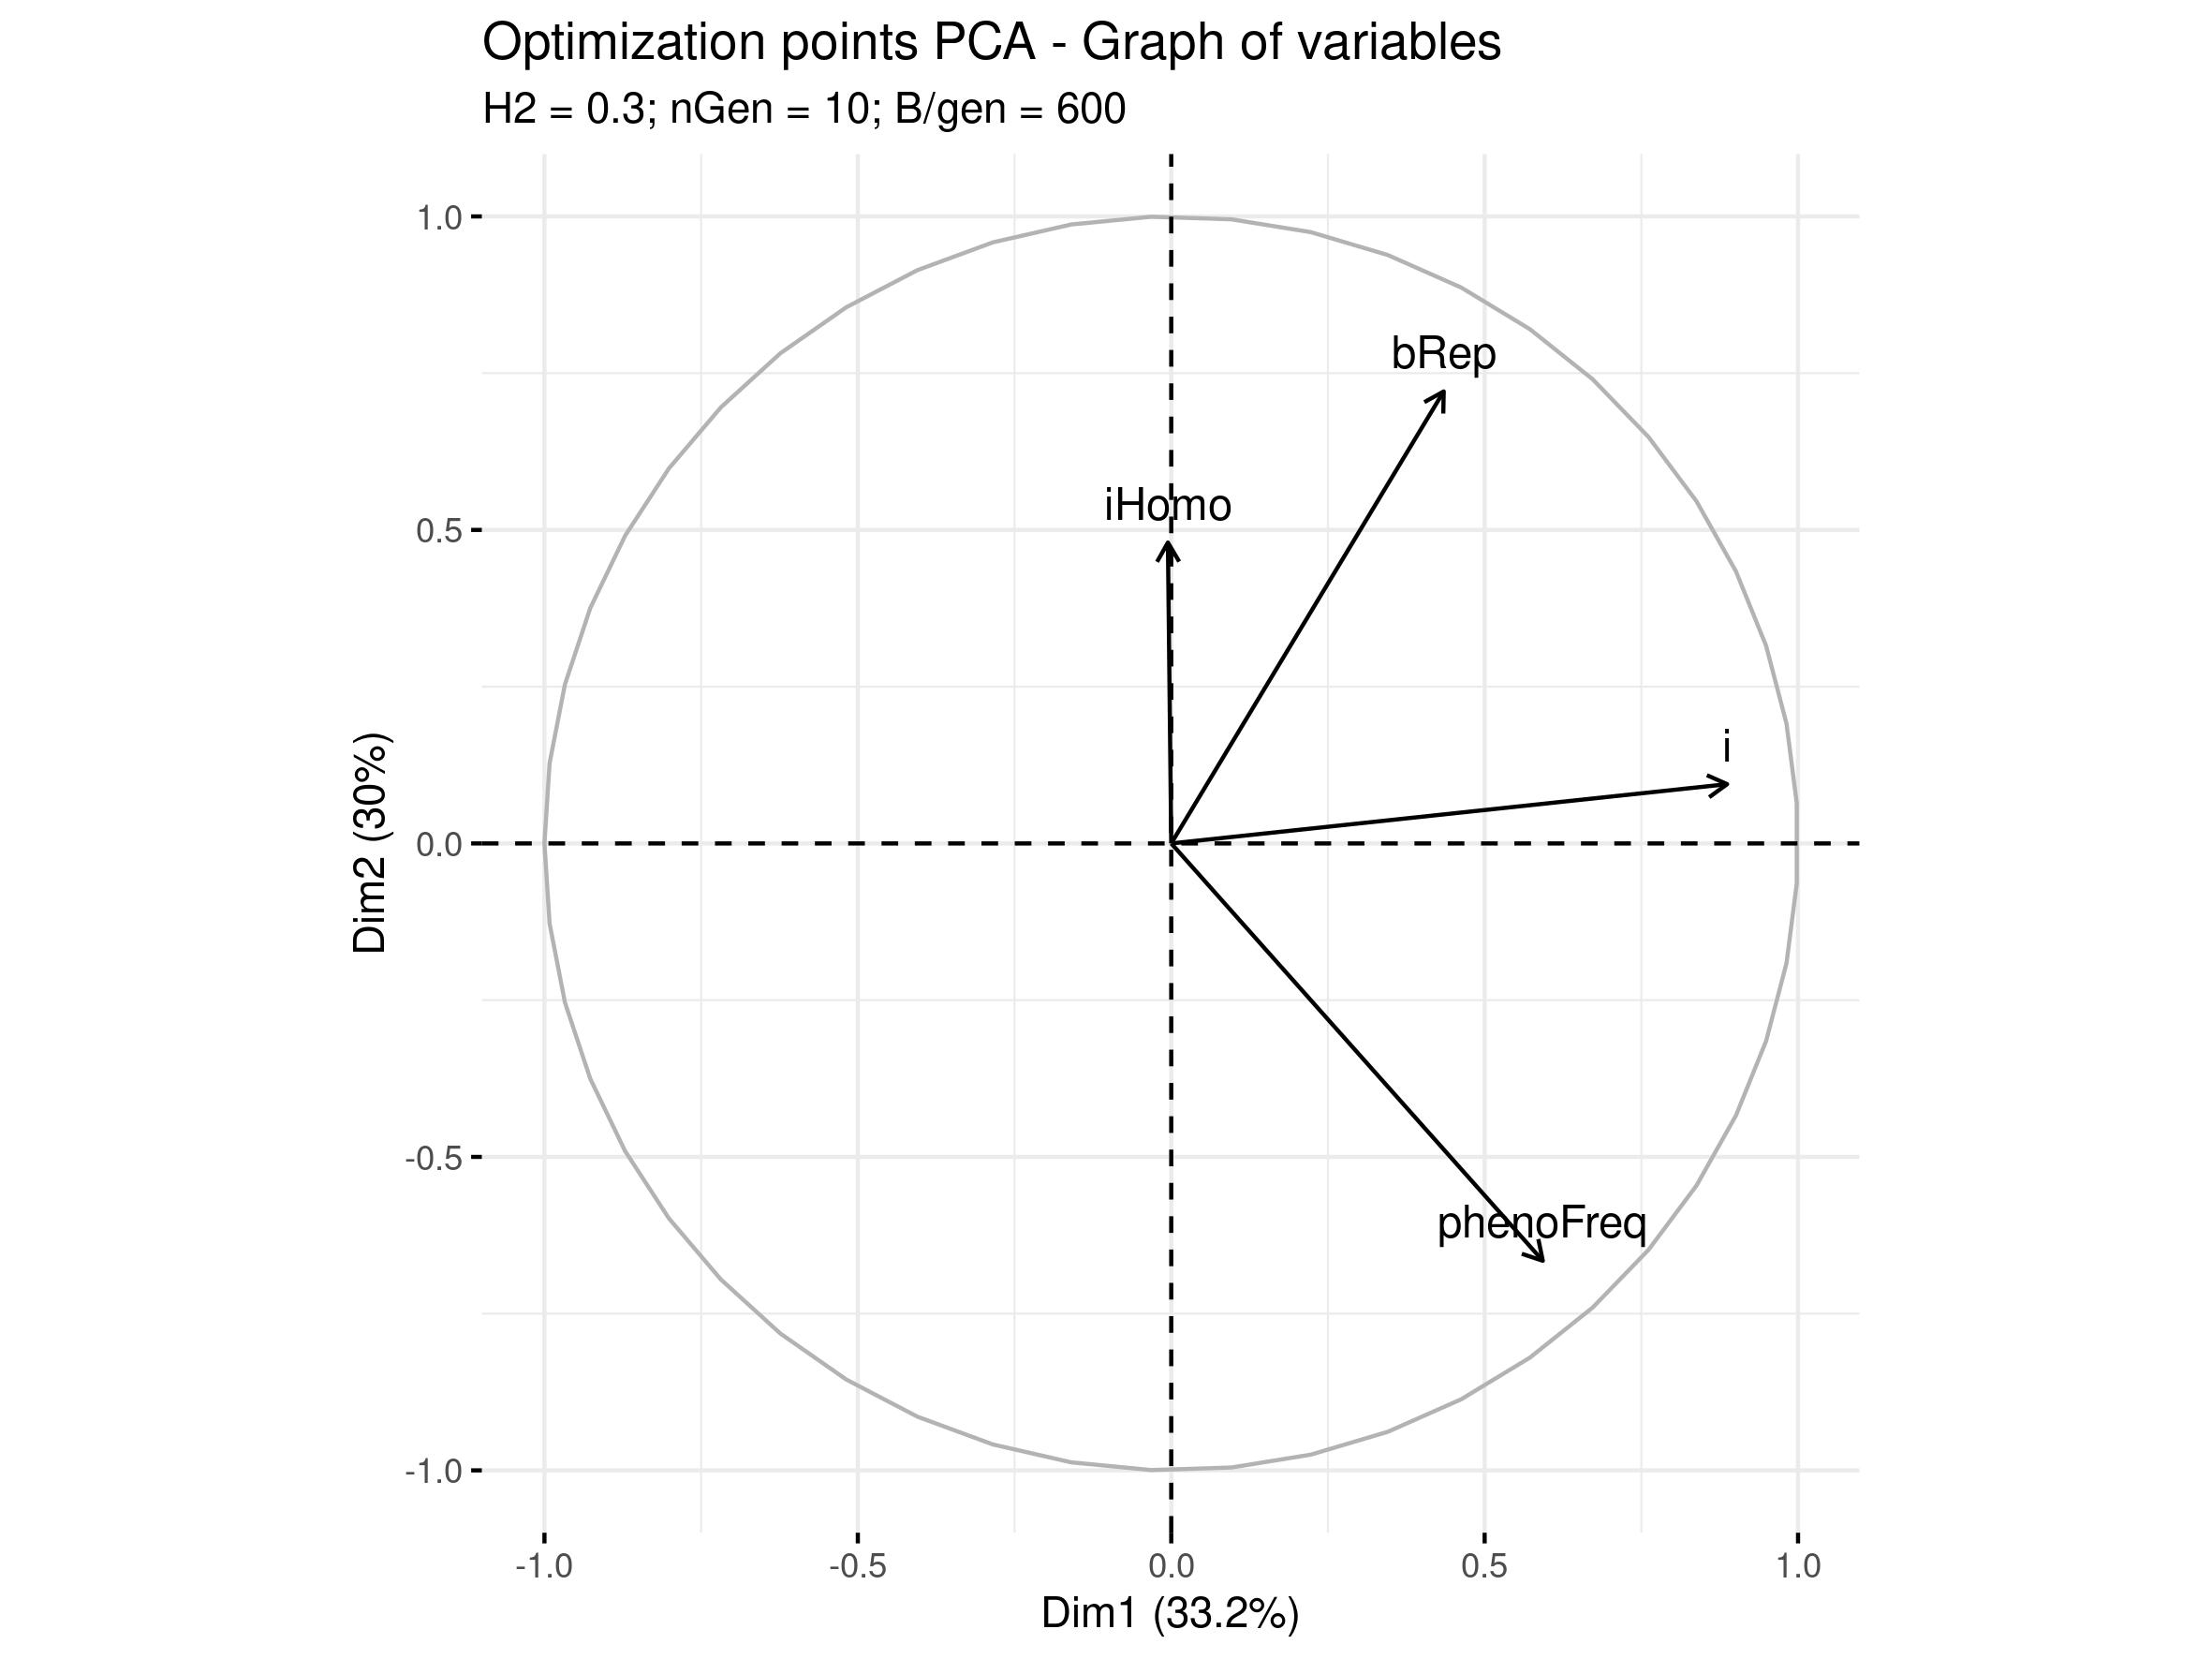 Optimization points PCA - Graph of variables
H2 = 0.3; nGen = 10; B/gen = 600
1.0
0.5
0.0
-0.5
-1.0
Dim2 (30%)
bRep
iHomo
i
phenoFreq
-1.0
-0.5
0.0
0.5
1.0
Dim1 (33.2%)